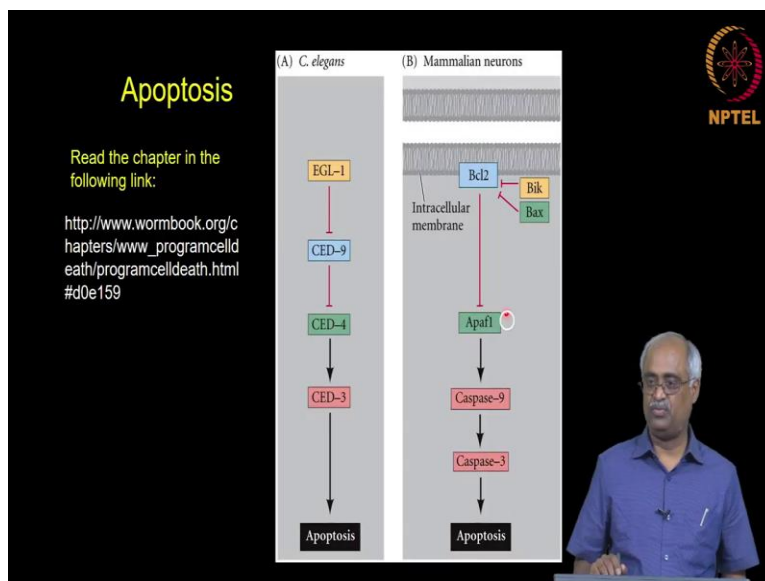 Apoptosis
Read the chapter in the
following link:
http://www.wormbook.org/c
hapters/www_programcelld
eath/programcelldeath.html
#d0e159
(A) C. elegans
EGL–1
CED–9
CED–4
CED–3
Apoptosis
(B) Mammalian neurons
Bcl2
Bik
Bax
Intracellular
membrane
Apaf1
Caspase–9
Caspase–3
Apoptosis
NPTEL